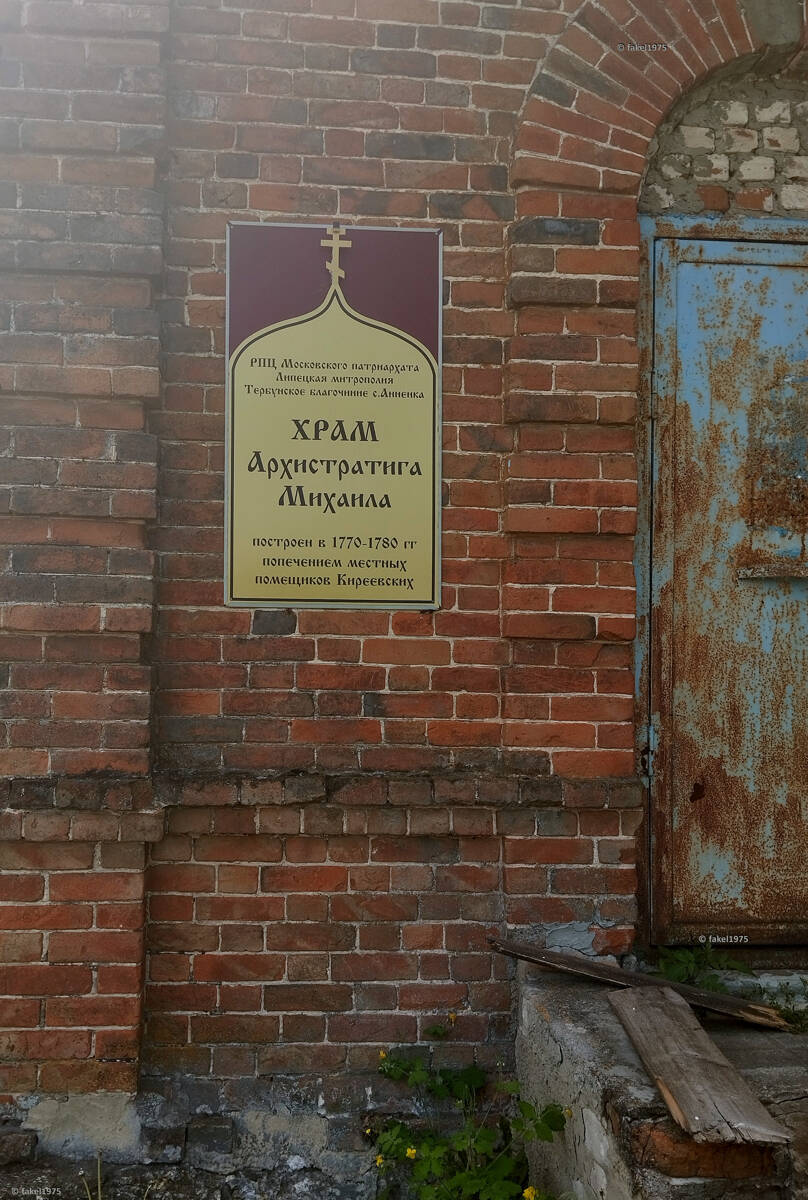 © fakel1975
РПЦ Московского патриархата
Липецкая митрополия
Тербунское благочиние с.Анненка
ХРАМ
Архистратига
Михаила
построен в 1770-1780 гг
попечением местных
помещиков Киреевских
© fakel1975
© fakel1975